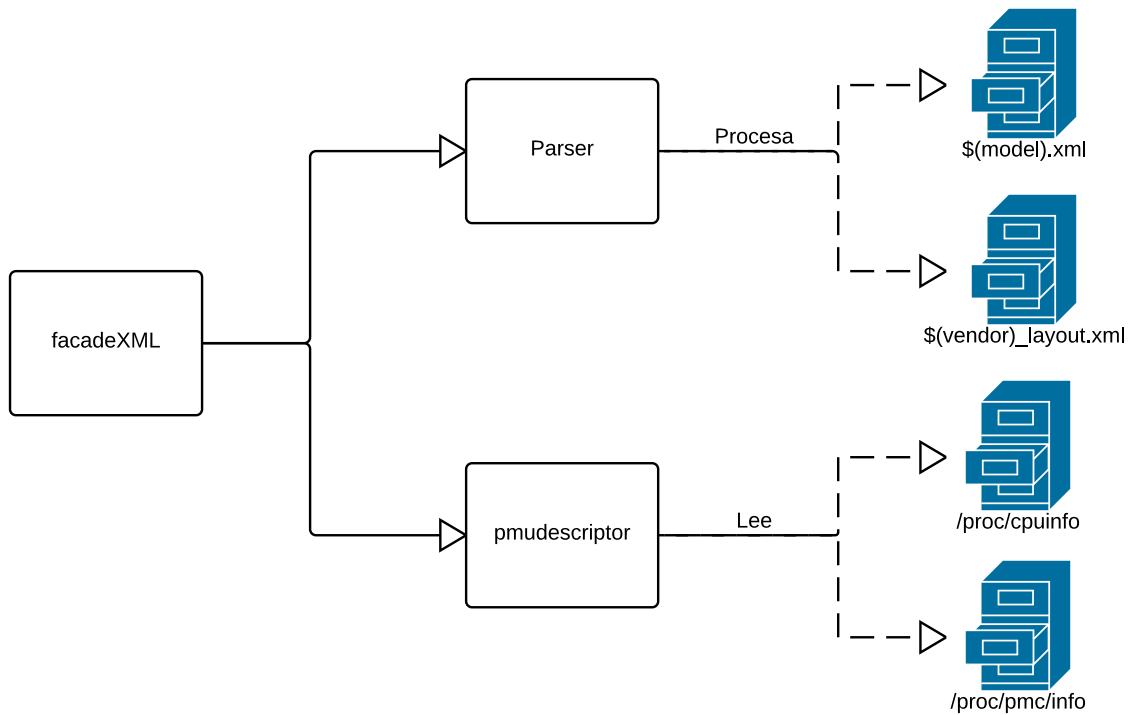 Parser
Procesa
$(model).xml
$(vendor)_layout.xml
facadeXML
pmudescriptor
Lee
/proc/cpuinfo
/proc/pmc/info